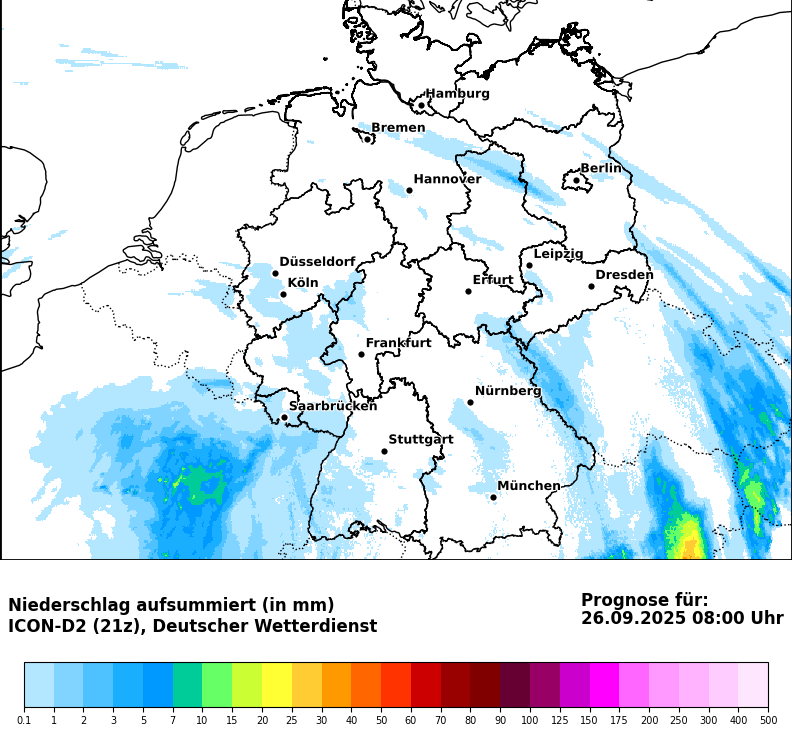 Hamburg
Bremen
Berlin
Hannover
Düsseldorf
Leipzig
Köln
Erfurt
Dresden
Frankfurt
Nürnberg
Saarbrücken
Stuttgart
München
Niederschlag aufsummiert (in mm)
ICON-D2 (21z), Deutscher Wetterdienst
Prognose für:
26.09.2025 08:00 Uhr
0.1 1 2 3 5 7 10 15 20 25 30 40 50 60 70 80 90 100 125 150 175 200 250 300 400 500